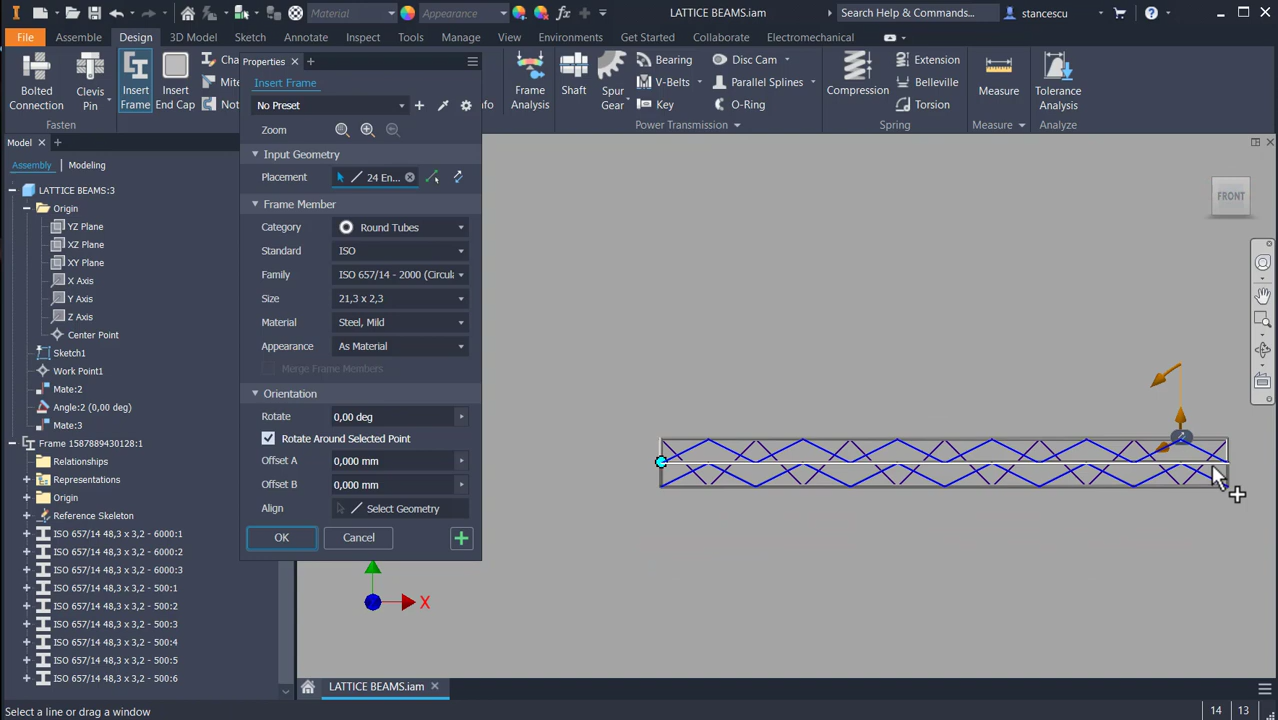 Material
Appearance
LATTICE BEAMS.iam
Search Help & Commands...
stancescu
File
Assemble
Design
3D Model
Sketch
Annotate
Inspect
Tools
Manage
View
Environments
Get Started
Collaborate
Electromechanical
Bolted
Connection
Clevis
Pin
Insert
Frame
Insert
End Cap
Cha
Mite
Not
Fasten
nfo
Frame
Analysis
Shaft
Spur
Gear
Bearing
V-Belts
Key
Disc Cam
Parallel Splines
O-Ring
Power Transmission
Compression
Extension
Belleville
Torsion
Spring
Measure
Measure
Tolerance
Analysis
Analyze
Model
Assembly
Modeling
LATTICE BEAMS:3
Origin
YZ Plane
XZ Plane
XY Plane
X Axis
Y Axis
Z Axis
Center Point
Sketch1
Work Point1
Mate:2
Angle:2 (0,00 deg)
Mate:3
Frame 1587889430128:1
Relationships
Representations
Origin
Reference Skeleton
ISO 657/14 48,3 x 3,2 - 6000:1
ISO 657/14 48,3 x 3,2 - 6000:2
ISO 657/14 48,3 x 3,2 - 6000:3
ISO 657/14 48,3 x 3,2 - 500:1
ISO 657/14 48,3 x 3,2 - 500:2
ISO 657/14 48,3 x 3,2 - 500:3
ISO 657/14 48,3 x 3,2 - 500:4
ISO 657/14 48,3 x 3,2 - 500:5
ISO 657/14 48,3 x 3,2 - 500:6
Properties
Insert Frame
No Preset
Zoom
Input Geometry
Placement 24 En...
Frame Member
Category Round Tubes
Standard ISO
Family ISO 657/14 - 2000 (Circula
Size 21,3 x 2,3
Material Steel, Mild
Appearance As Material
Merge Frame Members
Orientation
Rotate 0,00 deg
Rotate Around Selected Point
Offset A 0,000 mm
Offset B 0,000 mm
Align Select Geometry
OK
Cancel
FRONT
X
LATTICE BEAMS.iam
Select a line or drag a window
14
13